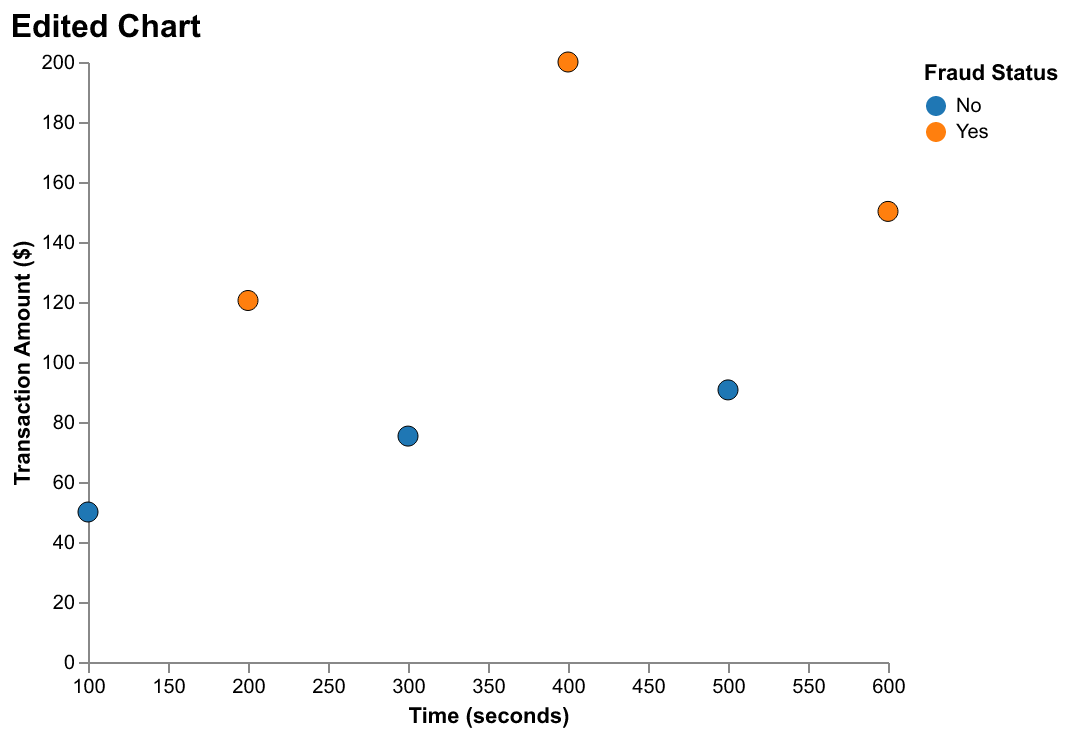 Edited Chart
200
180
160
140
120
100
80
60
40
20
0
Transaction Amount ($)
100 150 200 250 300 350 400 450 500 550 600
Time (seconds)
Fraud Status
No
Yes